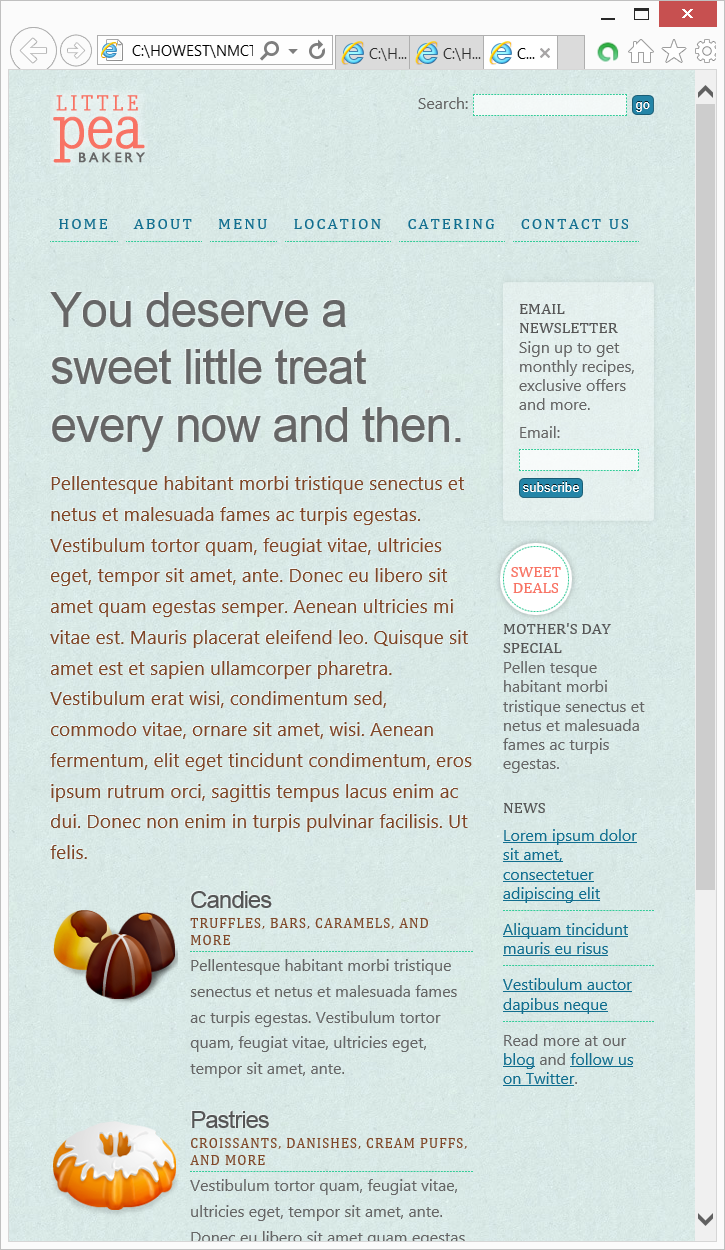 C:\HOWEST\NMCT
C:\H...
C:\H...
C...
LITTLE
pea
BAKERY
Search:
go
HOME ABOUT MENU LOCATION CATERING CONTACT US
You deserve a
sweet little treat
every now and then.
Pellentesque habitant morbi tristique senectus et
netus et malesuada fames ac turpis egestas.
Vestibulum tortor quam, feugiat vitae, ultricies
eget, tempor sit amet, ante. Donec eu libero sit
amet quam egestas semper. Aenean ultricies mi
vitae est. Mauris placerat eleifend leo. Quisque sit
amet est et sapien ullamcorper pharetra.
Vestibulum erat wisi, condimentum sed,
commodo vitae, ornare sit amet, wisi. Aenean
fermentum, elit eget tincidunt condimentum, eros
ipsum rutrum orci, sagittis tempus lacus enim ac
dui. Donec non enim in turpis pulvinar facilisis. Ut
felis.
Candies
TRUFFLES, BARS, CARAMELS, AND
MORE
Pellentesque habitant morbi tristique
senectus et netus et malesuada fames
ac turpis egestas. Vestibulum tortor
quam, feugiat vitae, ultricies eget,
tempor sit amet, ante.
Pastries
CROISSANTS, DANISHES, CREAM PUFFS,
AND MORE
Vestibulum tortor quam, feugiat vitae,
ultricies eget, tempor sit amet, ante.
Donec eu libero sit amet quam egestas
EMAIL
NEWSLETTER
Sign up to get
monthly recipes,
exclusive offers
and more.
Email:
subscribe
SWEET
DEALS
MOTHER'S DAY
SPECIAL
Pellen tesque
habitant morbi
tristique senectus et
netus et malesuada
fames ac turpis
egestas.
NEWS
Lorem ipsum dolor
sit amet,
consectetuer
adipiscing elit
Aliquam tincidunt
mauris eu risus
Vestibulum auctor
dapibus neque
Read more at our
blog and follow us
on Twitter.